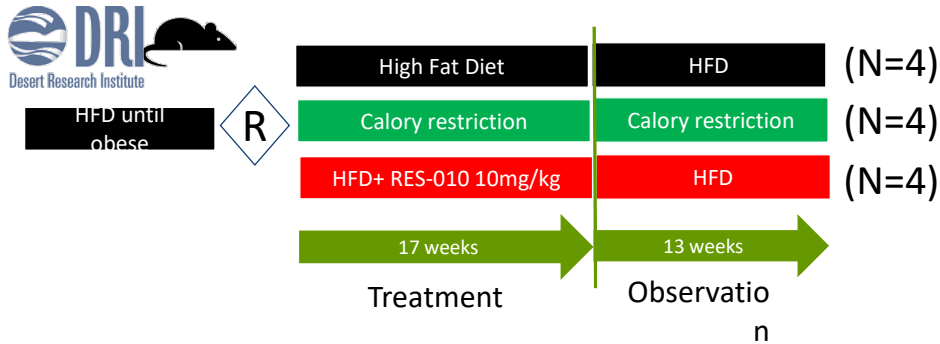 DRI
Desert Research Institute
HFD until
obese
R
High Fat Diet
HFD
(N=4)
Calory restriction
Calory restriction
(N=4)
HFD+ RES-010 10mg/kg
HFD
(N=4)
17 weeks
13 weeks
Treatment
Observatio
n